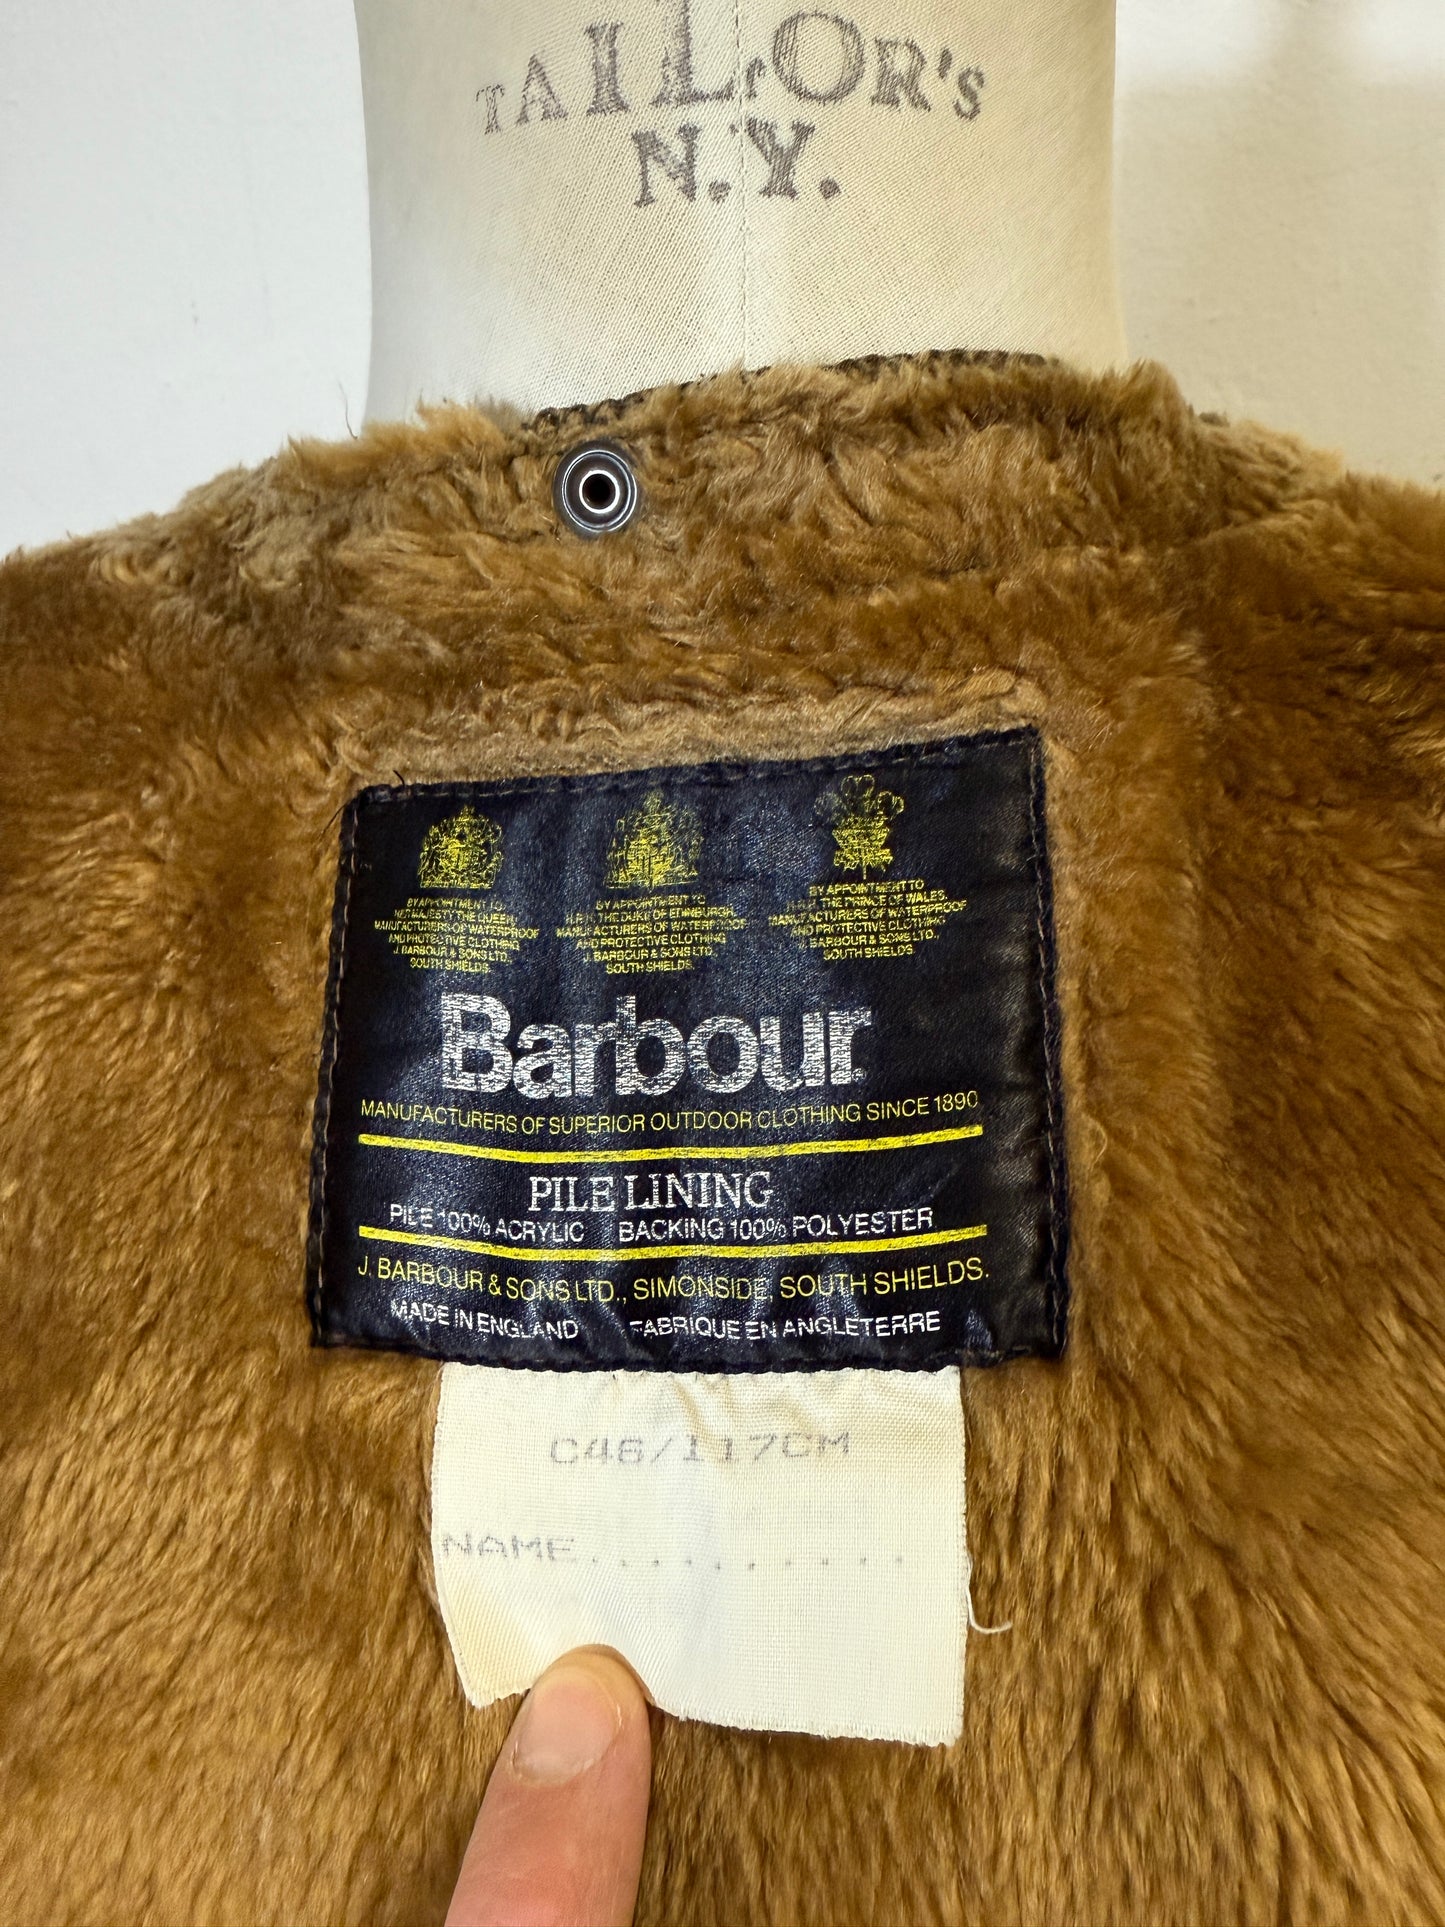 TAILOR'S
N.Y.
BY APPOINTMENT TO
HER MAJESTY THE QUEEN
MANUFACTURERS OF WATERPROOF
AND PROTECTIVE CLOTHING
J. BARBOUR & SONS LTD.
SOUTH SHIELDS.
BY APPOINTMENT TO
H.R.H. THE DUKE OF EDINBURGH
MANUFACTURERS OF WATERPROOF
AND PROTECTIVE CLOTHING
J. BARBOUR & SONS LTD.
SOUTH SHIELDS.
BY APPOINTMENT TO
H.R.H. THE PRINCE OF WALES.
MANUFACTURERS OF WATERPROOF
AND PROTECTIVE CLOTHING
J. BARBOUR & SONS LTD.,
SOUTH SHIELDS.
Barbour
MANUFACTURERS OF SUPERIOR OUTDOOR CLOTHING SINCE 1890
PILE LINING
PILE 100% ACRYLIC BACKING 100% POLYESTER
J. BARBOUR & SONS LTD., SIMONSIDE, SOUTH SHIELDS.
MADE IN ENGLAND FABRIQUE EN ANGLETERRE
C46/117CM
NAME..........